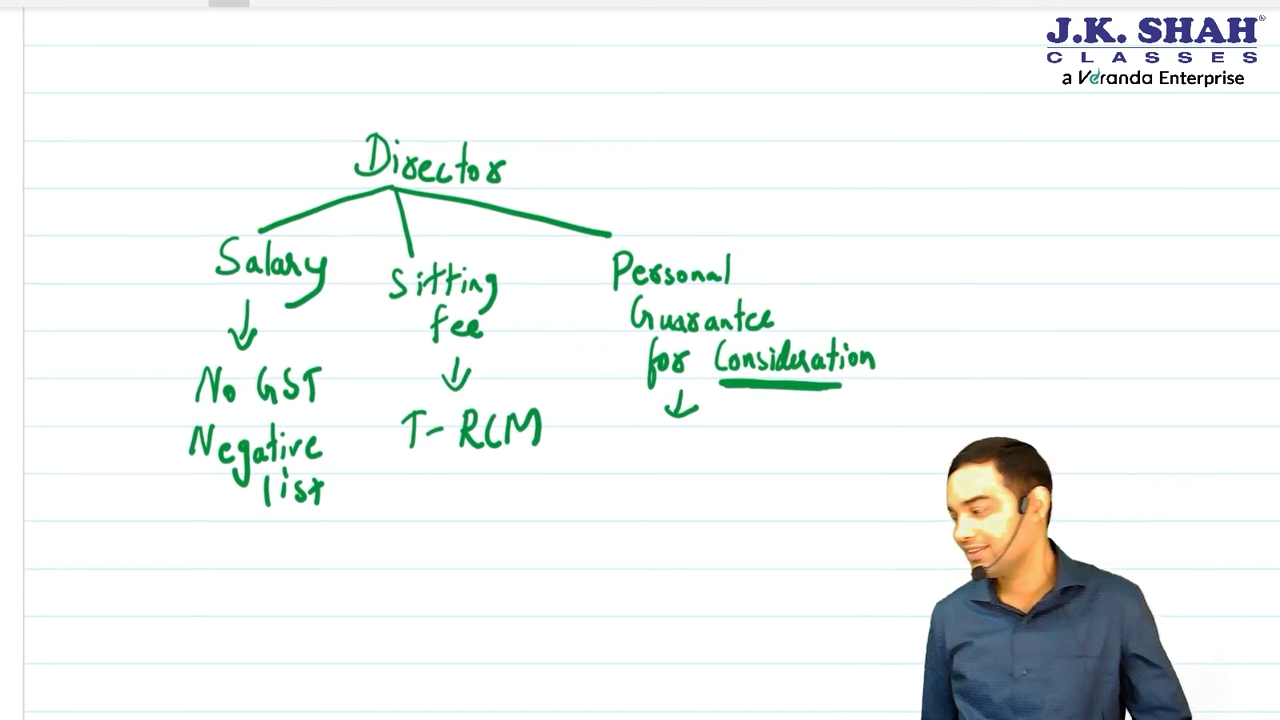 J.K. SHAH®
CLASSES
a Veranda Enterprise
Director
Salary
Sitting
fee
Personal
Guarantee
for Consideration
No GST
Negative
list
T- RCM